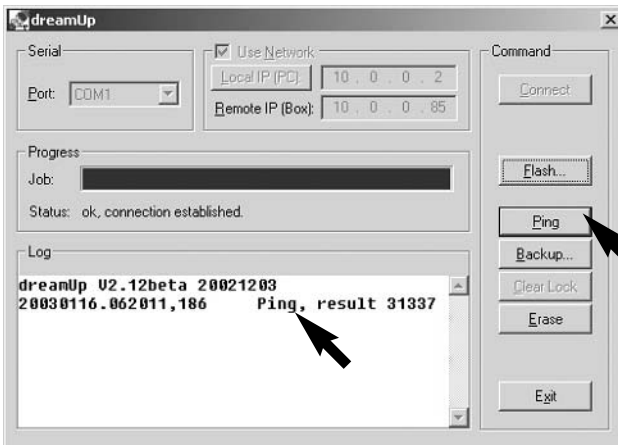 dreamUp
Serial
Port: COM1
Use Network
Local IP (PC): 10 . 0 . 0 . 2
Remote IP (Box): 10 . 0 . 0 . 85
Command
Connect
Flash...
Ping
Backup...
Clear Lock
Erase
Exit
Progress
Job:
Status: ok, connection established.
Log
dreamUp V2.12beta 20021203
20030116.062011,186 Ping, result 31337